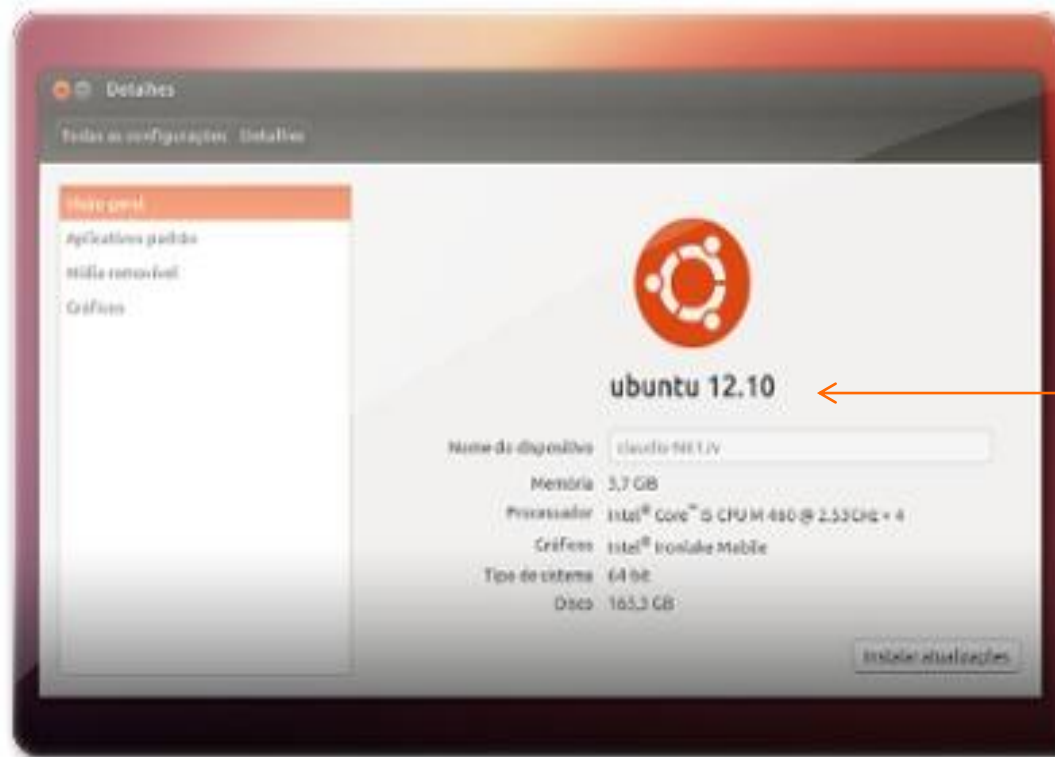 Detalhes
Todas as configurações Detalhes
Visão geral
Aplicativos padrão
Mídia removível
Gráficos
ubuntu 12.10
Nome do dispositivo
Memória 3,7 GiB
Processador Intel® Core™ i5 CPU M 460 @ 2.53GHz × 4
Gráficos Intel® Ironlake Mobile
Tipo de sistema 64 bit
Disco 165,3 GB
Instalar atualizações